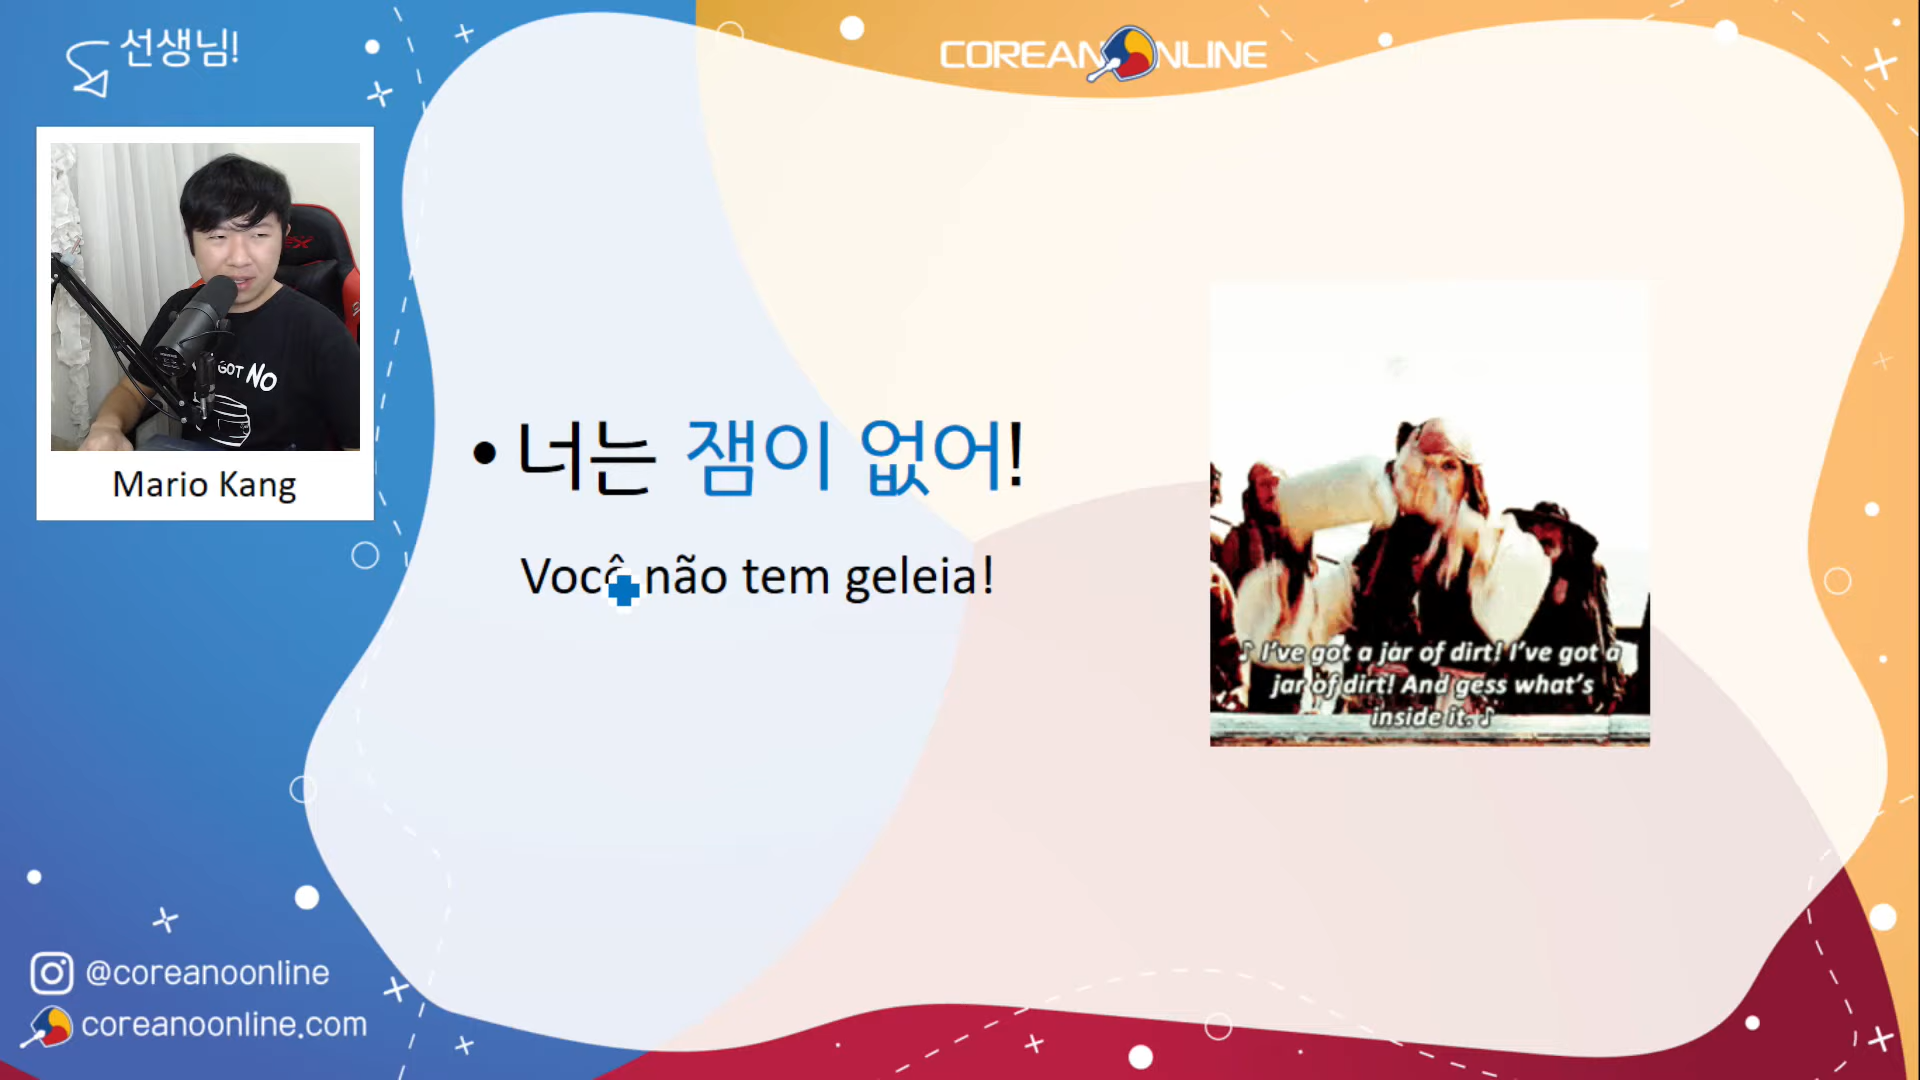 선생님!
COREANOONLINE
GOT NO
Mario Kang
• 너는 잼이 없어!
Você não tem geleia!
♪ I've got a jar of dirt! I've got a
jar of dirt! And gess what's
inside it. ♪
@coreanoonline
coreanoonline.com